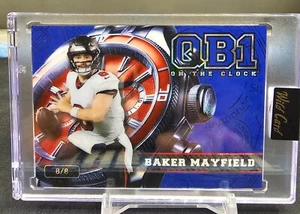 QB1
ON THE CLOCK
BAKER MAYFIELD
8/8